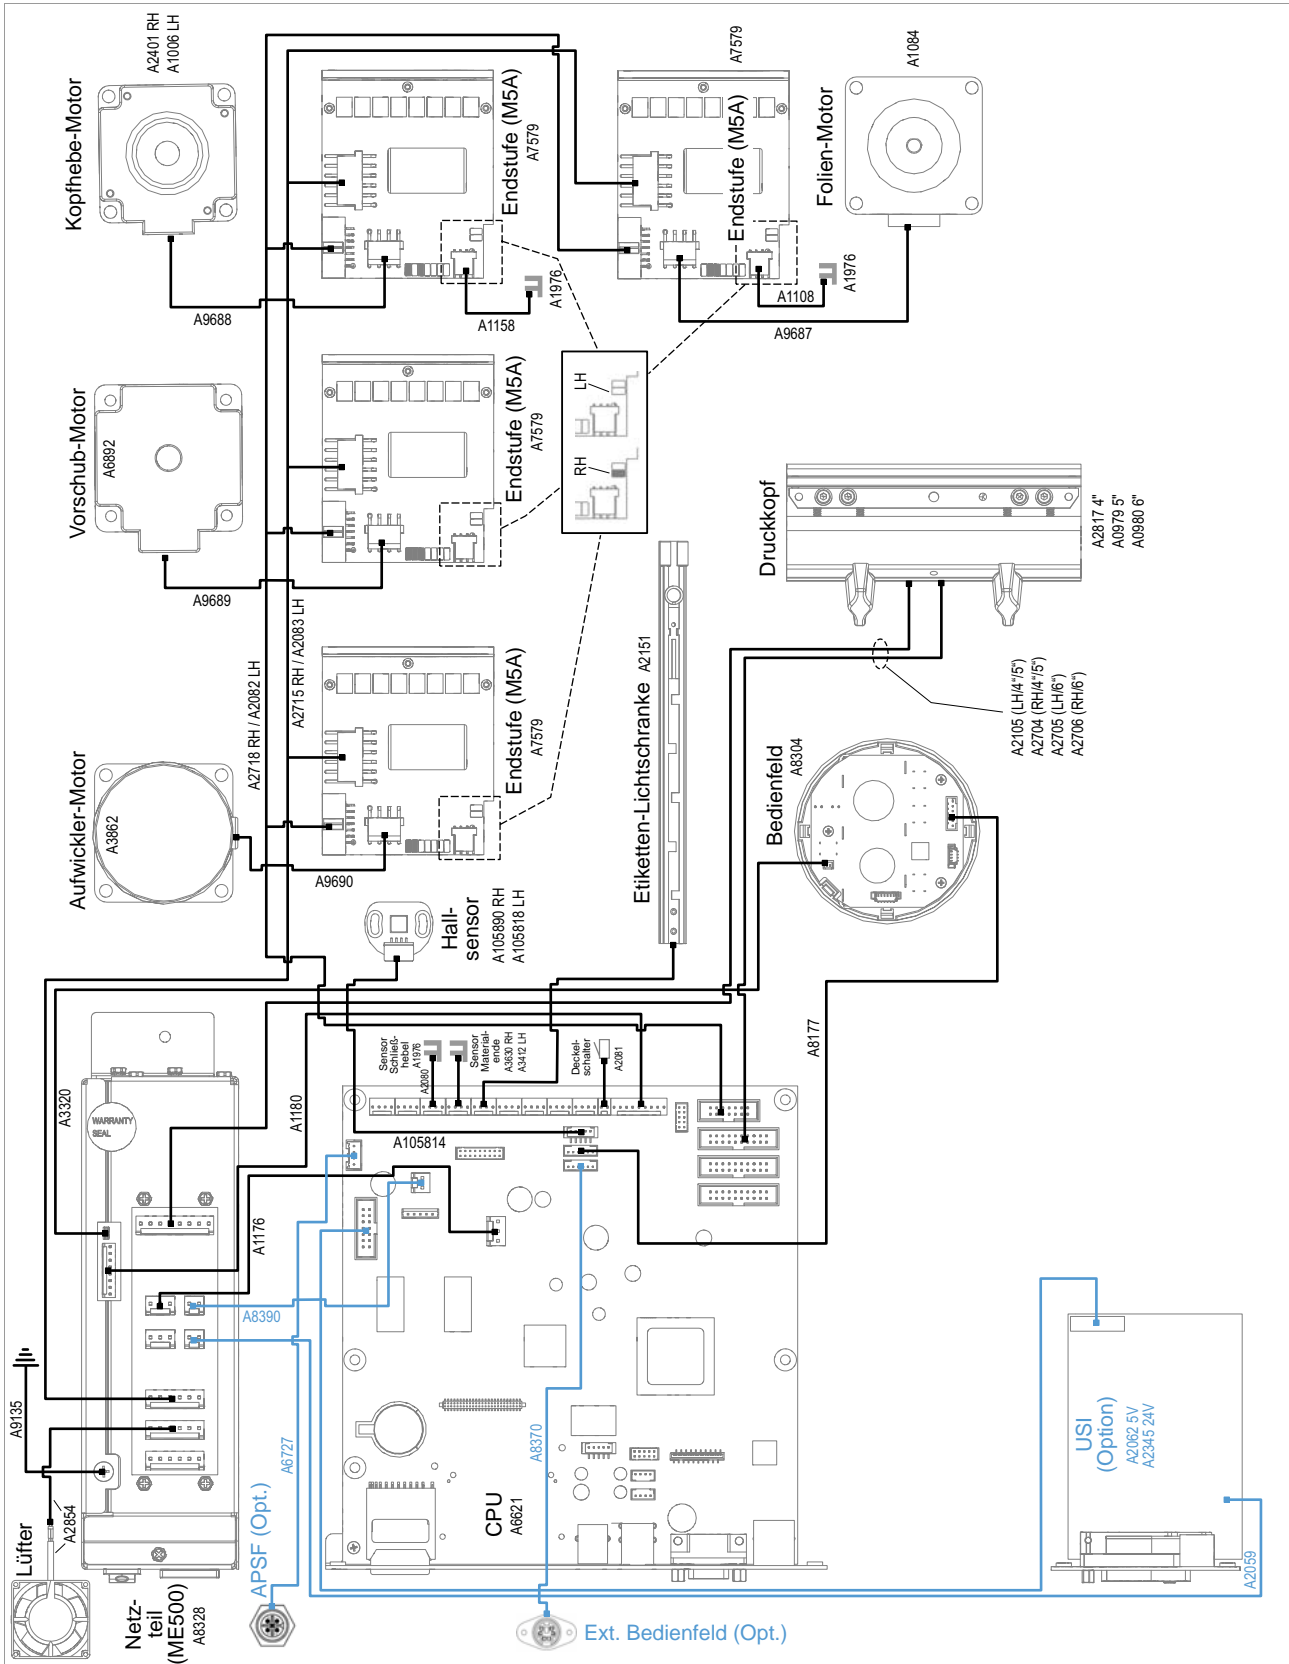 Kopfhebe-Motor
A2401 RH
A1006 LH
A9688
Endstufe (M5A)
A7579
A1158
A1976
A7579
Endstufe (M5A)
A1108
A1976
A9687
Folien-Motor
A1084
Vorschub-Motor
A6892
A9689
Endstufe (M5A)
A7579
LH
RH
A2718 RH / A2082 LH
A2715 RH / A2083 LH
Aufwickler-Motor
A3862
A9690
Endstufe (M5A)
A7579
Etiketten-Lichtschranke
A2151
Druckkopf
A2817 4"
A0979 5"
A0980 6"
A2105 (LH/4"/5")
A2704 (RH/4"/5")
A2705 (LH/6")
A2706 (RH/6")
Bedienfeld
A8304
A8177
Hall-
sensor
A105890 RH
A105818 LH
Sensor
Schließ-
hebel
A1976
A2080
Sensor
Material-
ende
A3630 RH
A3412 LH
Deckel-
schalter
A2081
A105814
A3320
A1180
A1176
WARRANTY
SEAL
A8390
A6727
A8370
A9135
A2854
Lüfter
Netz-
teil
(ME500)
A8328
APSF (Opt.)
CPU
A6621
Ext. Bedienfeld (Opt.)
USI
(Option)
A2062 5V
A2345 24V
A2059